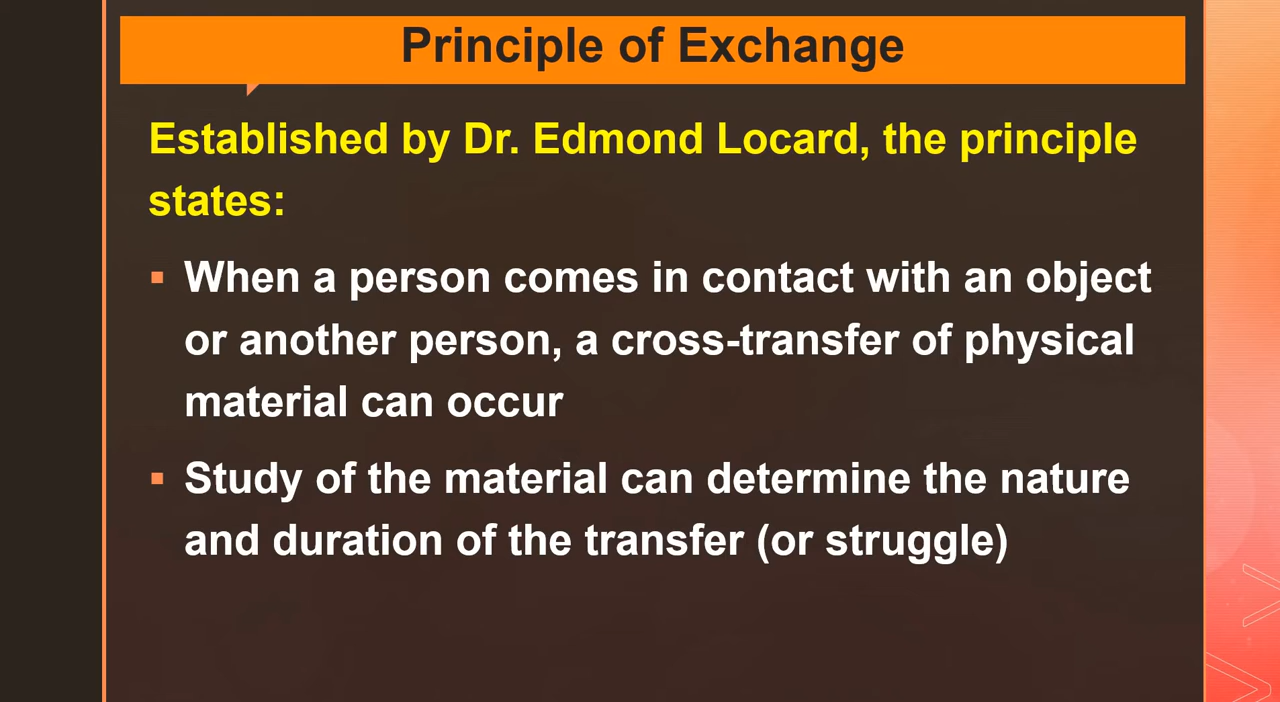 Principle of Exchange
Established by Dr. Edmond Locard, the principle
states:
▪ When a person comes in contact with an object
or another person, a cross-transfer of physical
material can occur
▪ Study of the material can determine the nature
and duration of the transfer (or struggle)